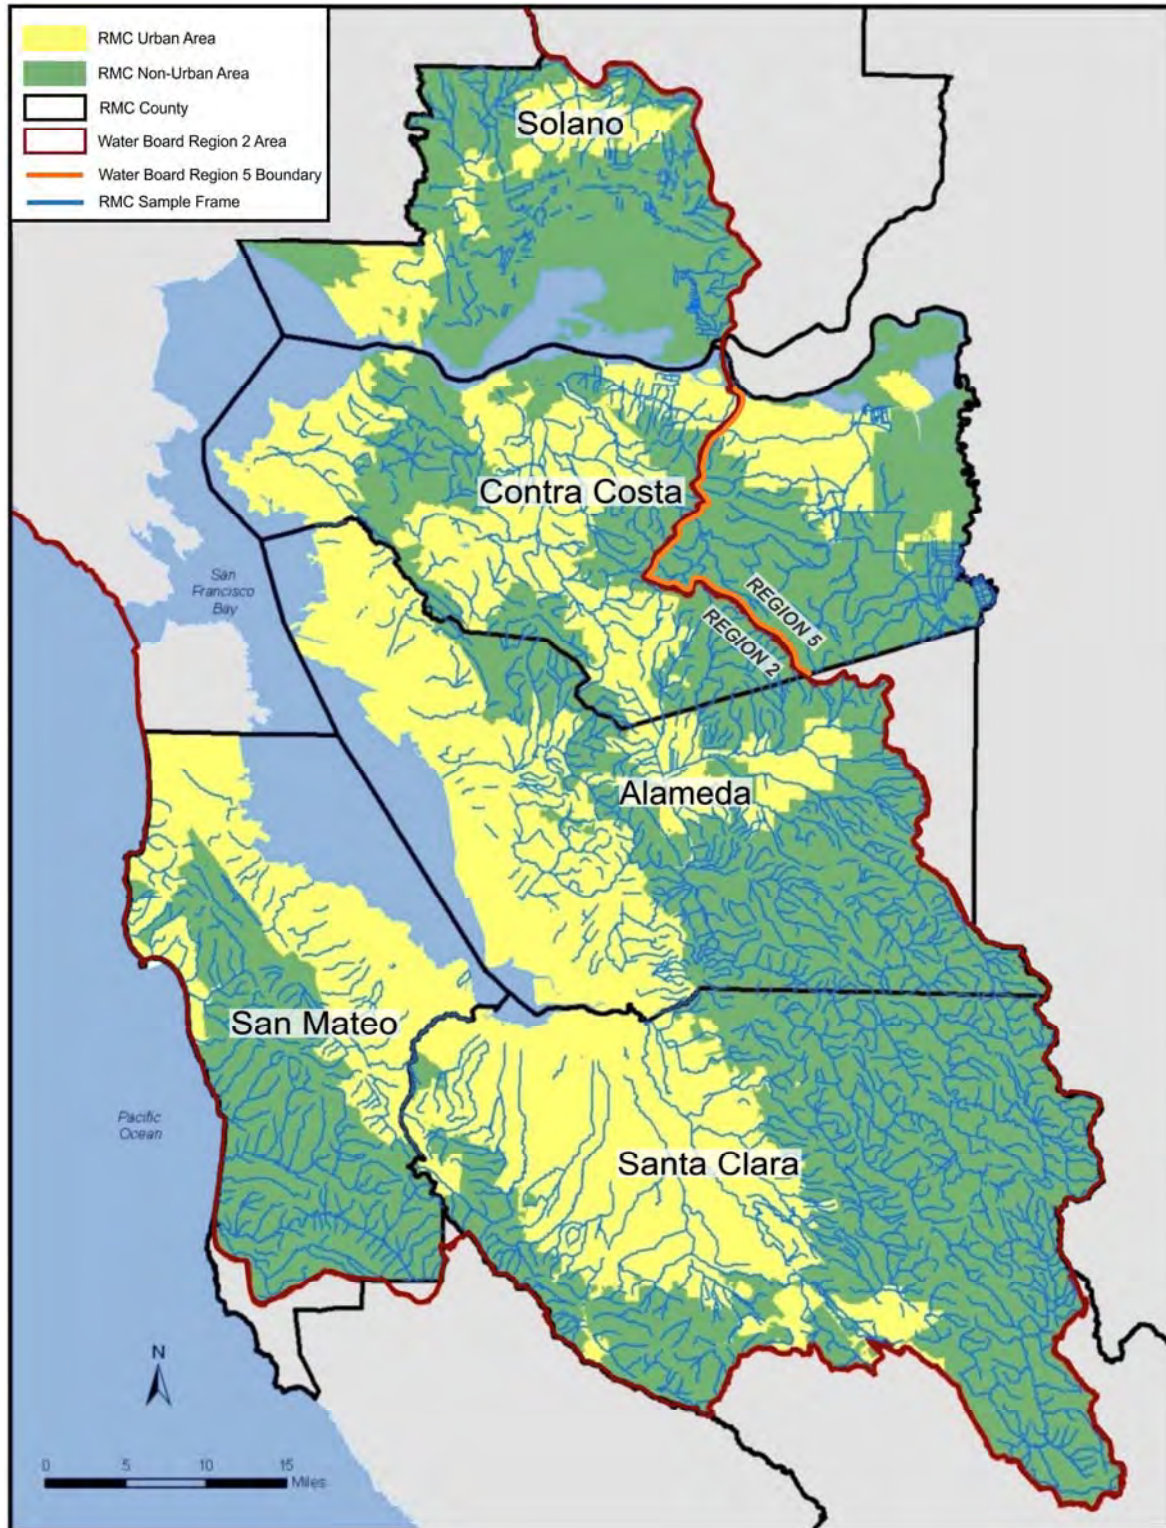 RMC Urban Area
RMC Non-Urban Area
RMC County
Water Board Region 2 Area
Water Board Region 5 Boundary
RMC Sample Frame
Solano
Contra Costa
San
Francisco
Bay
REGION 5
REGION 2
Alameda
San Mateo
Pacific
Ocean
Santa Clara
N
0 5 10 15
Miles